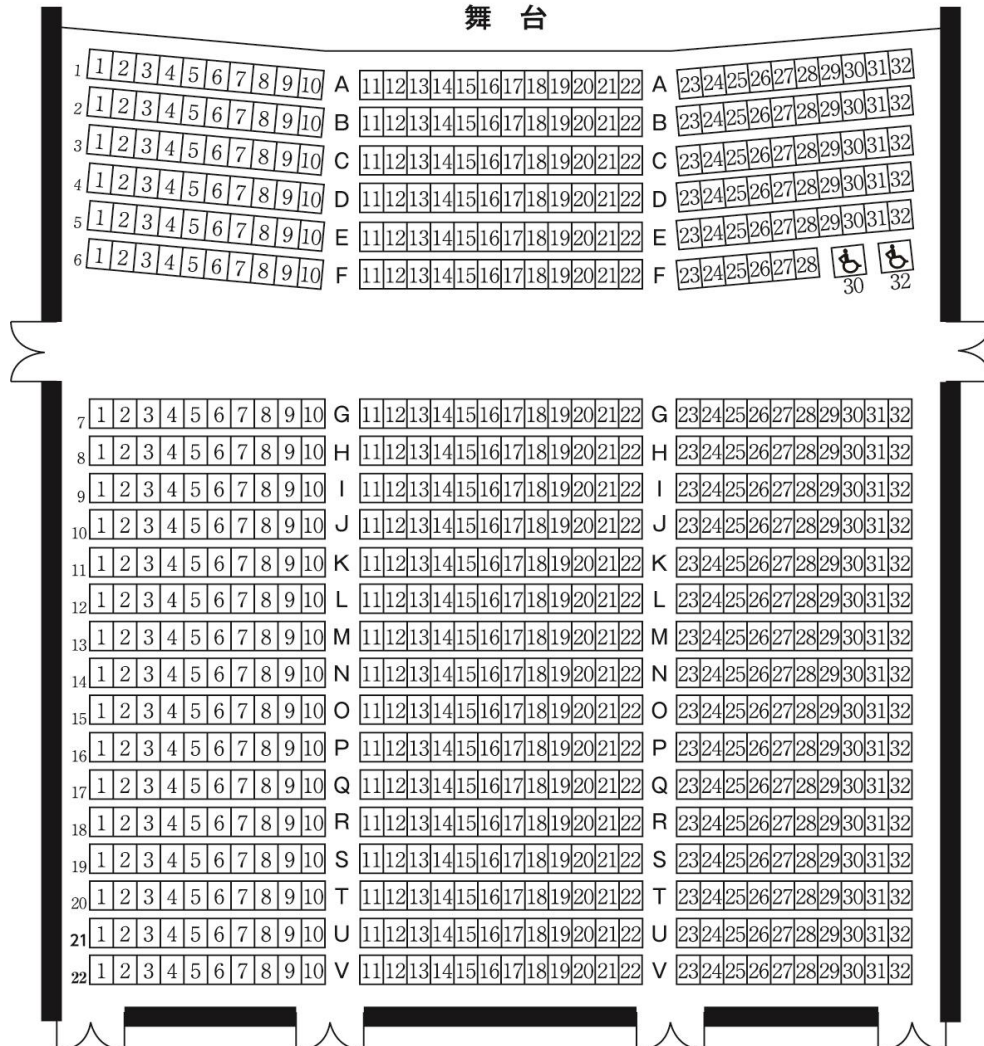 舞 台
1 1 2 3 4 5 6 7 8 9 10 A 11 12 13 14 15 16 17 18 19 20 21 22 A 23 24 25 26 27 28 29 30 31 32
2 1 2 3 4 5 6 7 8 9 10 B 11 12 13 14 15 16 17 18 19 20 21 22 B 23 24 25 26 27 28 29 30 31 32
3 1 2 3 4 5 6 7 8 9 10 C 11 12 13 14 15 16 17 18 19 20 21 22 C 23 24 25 26 27 28 29 30 31 32
4 1 2 3 4 5 6 7 8 9 10 D 11 12 13 14 15 16 17 18 19 20 21 22 D 23 24 25 26 27 28 29 30 31 32
5 1 2 3 4 5 6 7 8 9 10 E 11 12 13 14 15 16 17 18 19 20 21 22 E 23 24 25 26 27 28 29 30 31 32
6 1 2 3 4 5 6 7 8 9 10 F 11 12 13 14 15 16 17 18 19 20 21 22 F 23 24 25 26 27 28
30 32
7 1 2 3 4 5 6 7 8 9 10 G 11 12 13 14 15 16 17 18 19 20 21 22 G 23 24 25 26 27 28 29 30 31 32
8 1 2 3 4 5 6 7 8 9 10 H 11 12 13 14 15 16 17 18 19 20 21 22 H 23 24 25 26 27 28 29 30 31 32
9 1 2 3 4 5 6 7 8 9 10 I 11 12 13 14 15 16 17 18 19 20 21 22 I 23 24 25 26 27 28 29 30 31 32
10 1 2 3 4 5 6 7 8 9 10 J 11 12 13 14 15 16 17 18 19 20 21 22 J 23 24 25 26 27 28 29 30 31 32
11 1 2 3 4 5 6 7 8 9 10 K 11 12 13 14 15 16 17 18 19 20 21 22 K 23 24 25 26 27 28 29 30 31 32
12 1 2 3 4 5 6 7 8 9 10 L 11 12 13 14 15 16 17 18 19 20 21 22 L 23 24 25 26 27 28 29 30 31 32
13 1 2 3 4 5 6 7 8 9 10 M 11 12 13 14 15 16 17 18 19 20 21 22 M 23 24 25 26 27 28 29 30 31 32
14 1 2 3 4 5 6 7 8 9 10 N 11 12 13 14 15 16 17 18 19 20 21 22 N 23 24 25 26 27 28 29 30 31 32
15 1 2 3 4 5 6 7 8 9 10 O 11 12 13 14 15 16 17 18 19 20 21 22 O 23 24 25 26 27 28 29 30 31 32
16 1 2 3 4 5 6 7 8 9 10 P 11 12 13 14 15 16 17 18 19 20 21 22 P 23 24 25 26 27 28 29 30 31 32
17 1 2 3 4 5 6 7 8 9 10 Q 11 12 13 14 15 16 17 18 19 20 21 22 Q 23 24 25 26 27 28 29 30 31 32
18 1 2 3 4 5 6 7 8 9 10 R 11 12 13 14 15 16 17 18 19 20 21 22 R 23 24 25 26 27 28 29 30 31 32
19 1 2 3 4 5 6 7 8 9 10 S 11 12 13 14 15 16 17 18 19 20 21 22 S 23 24 25 26 27 28 29 30 31 32
20 1 2 3 4 5 6 7 8 9 10 T 11 12 13 14 15 16 17 18 19 20 21 22 T 23 24 25 26 27 28 29 30 31 32
21 1 2 3 4 5 6 7 8 9 10 U 11 12 13 14 15 16 17 18 19 20 21 22 U 23 24 25 26 27 28 29 30 31 32
22 1 2 3 4 5 6 7 8 9 10 V 11 12 13 14 15 16 17 18 19 20 21 22 V 23 24 25 26 27 28 29 30 31 32